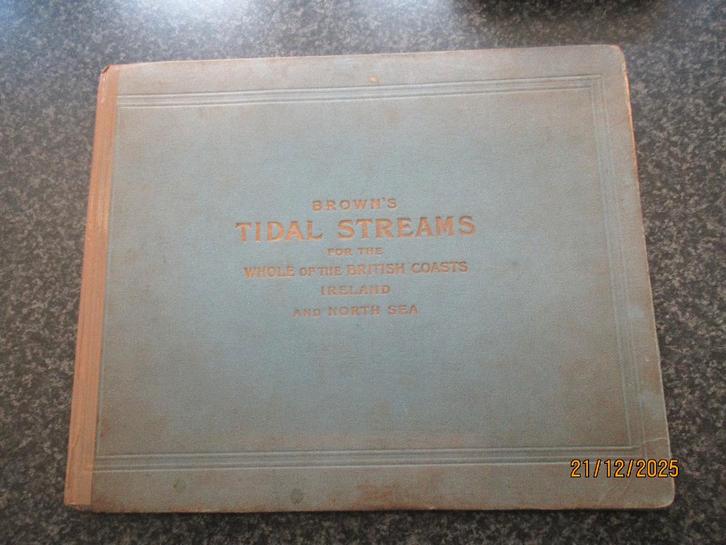 BROWN'S
TIDAL STREAMS
FOR THE
WHOLE OF THE BRITISH COASTS
IRELAND
AND NORTH SEA
21/12/2025